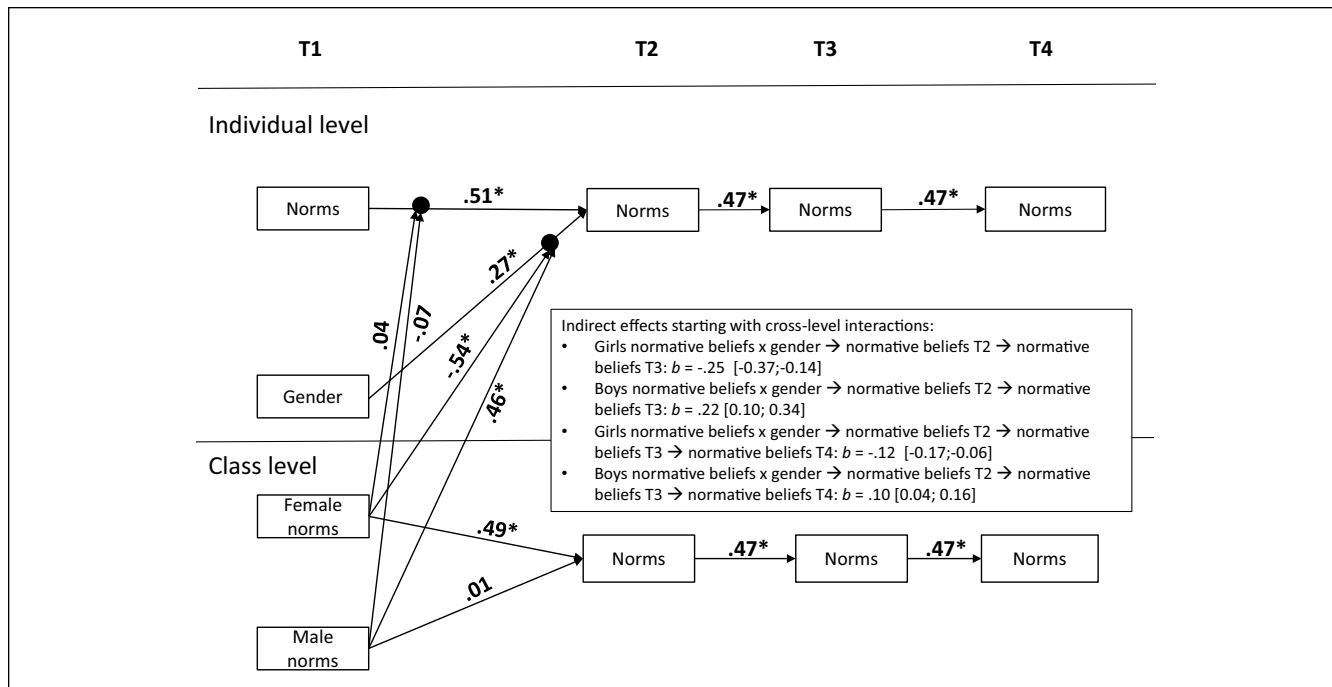 T1 T2 T3 T4
Individual level
Norms
.51*
Norms
.47*
Norms
.47*
Norms
.27*
.04
-.07
-.54*
.46*
Gender
Indirect effects starting with cross-level interactions:
• Girls normative beliefs x gender → normative beliefs T2 → normative
beliefs T3: b = -.25 [-0.37;-0.14]
• Boys normative beliefs x gender → normative beliefs T2 → normative
beliefs T3: b = .22 [0.10; 0.34]
• Girls normative beliefs x gender → normative beliefs T2 → normative
beliefs T3 → normative beliefs T4: b = -.12 [-0.17;-0.06]
• Boys normative beliefs x gender → normative beliefs T2 → normative
beliefs T3 → normative beliefs T4: b = .10 [0.04; 0.16]
Class level
Female
norms
.49*
Norms
.47*
Norms
.47*
Norms
.01
Male
norms